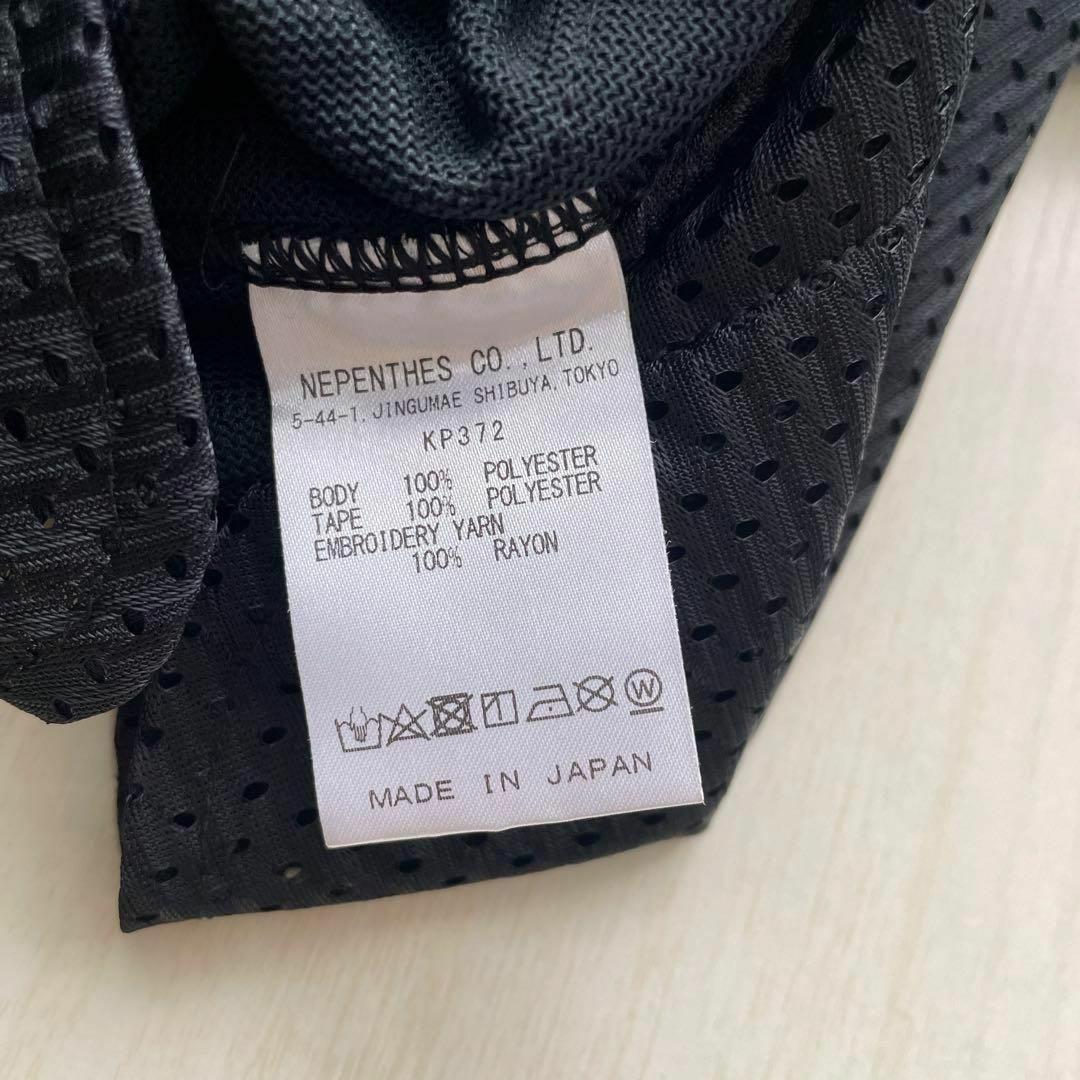 NEPENTHES CO., LTD.
5-44-1, JINGUMAE SHIBUYA, TOKYO
KP372
BODY 100% POLYESTER
TAPE 100% POLYESTER
EMBROIDERY YARN
100% RAYON
W
MADE IN JAPAN